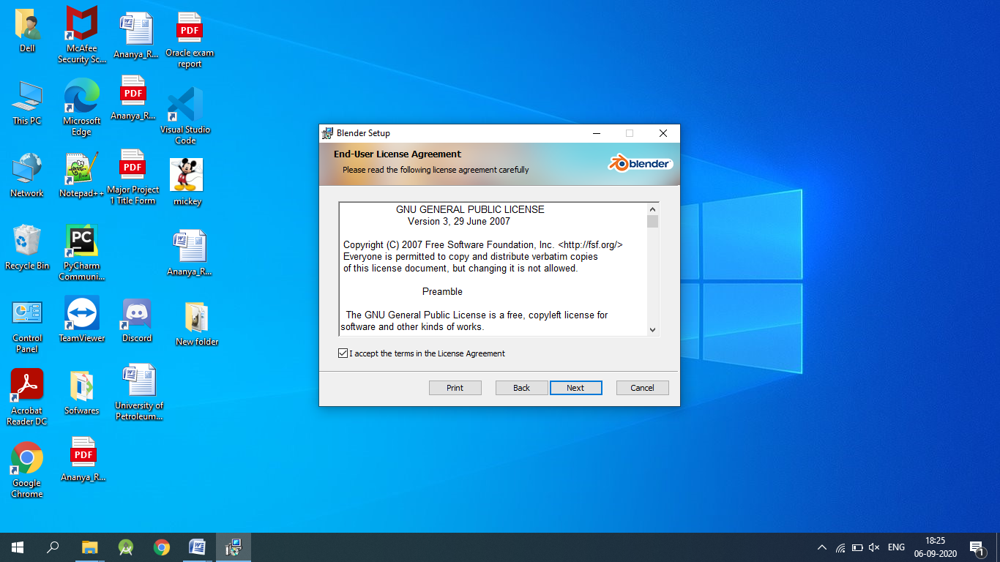 Dell
McAfee
Security Sc...
Ananya_R...
PDF
Oracle exam
report
This PC
Microsoft
Edge
PDF
Ananya_R...
Visual Studio
Code
Network
Notepad++
PDF
Major Project
1 Title Form
mickey
Recycle Bin
PC
PyCharm
Communi...
Ananya_R...
Control
Panel
TeamViewer
Discord
New folder
Acrobat
Reader DC
Sofwares
University of
Petroleum...
Google
Chrome
PDF
Ananya_R...
Blender Setup
End-User License Agreement
Please read the following license agreement carefully
blender
GNU GENERAL PUBLIC LICENSE
Version 3, 29 June 2007
Copyright (C) 2007 Free Software Foundation, Inc. <http://fsf.org/>
Everyone is permitted to copy and distribute verbatim copies
of this license document, but changing it is not allowed.
Preamble
The GNU General Public License is a free, copyleft license for
software and other kinds of works.
I accept the terms in the License Agreement
Print
Back
Next
Cancel
ENG
18:25
06-09-2020
1